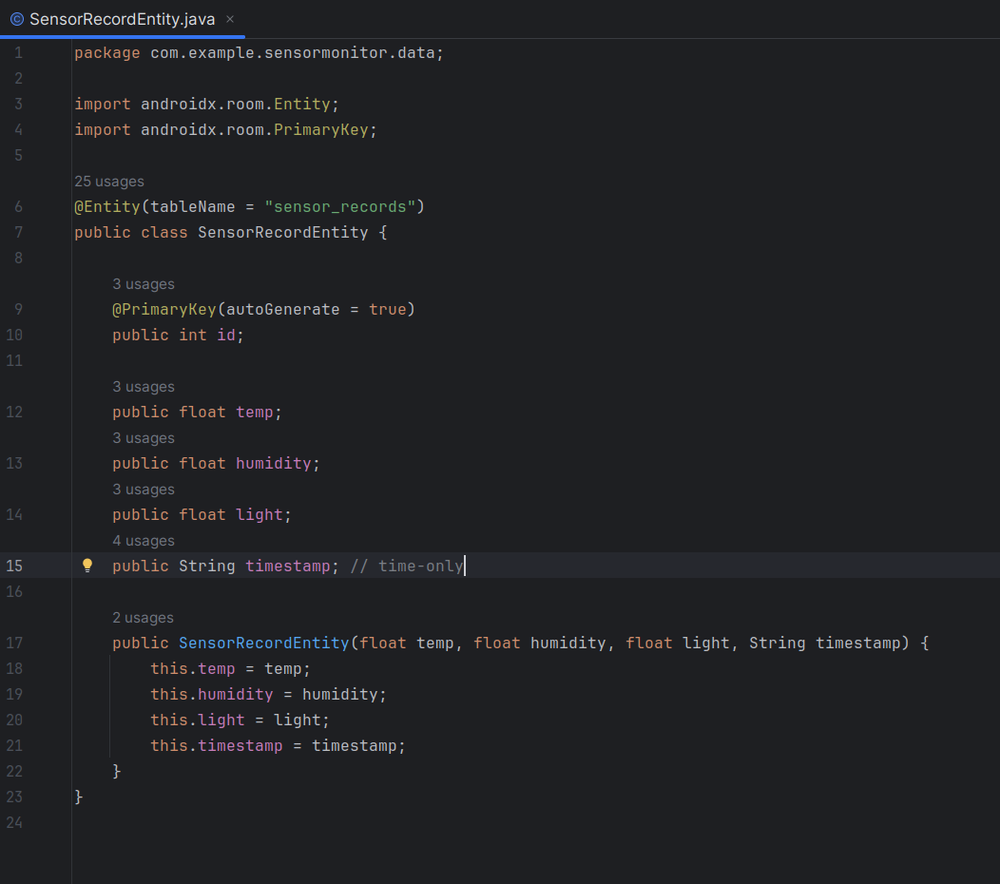 SensorRecordEntity.java
1 package com.example.sensormonitor.data;
2
3 import androidx.room.Entity;
4 import androidx.room.PrimaryKey;
5
25 usages
6 @Entity(tableName = "sensor_records")
7 public class SensorRecordEntity {
8
3 usages
9 @PrimaryKey(autoGenerate = true)
10 public int id;
11
3 usages
12 public float temp;
3 usages
13 public float humidity;
3 usages
14 public float light;
4 usages
15 public String timestamp; // time-only
16
2 usages
17 public SensorRecordEntity(float temp, float humidity, float light, String timestamp) {
18 this.temp = temp;
19 this.humidity = humidity;
20 this.light = light;
21 this.timestamp = timestamp;
22 }
23 }
24